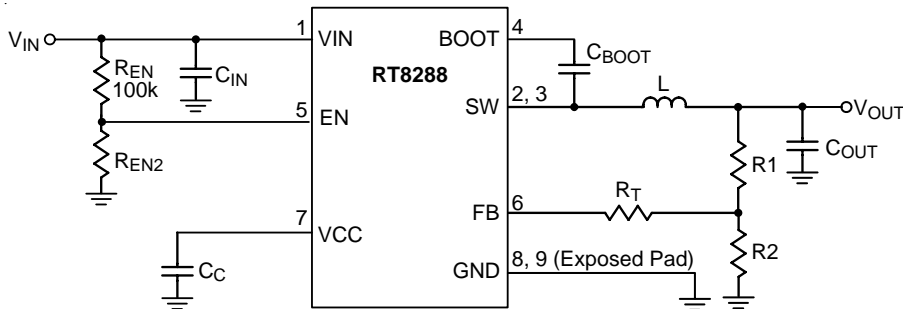 VIN
REN
100k
CIN
1
VIN
BOOT
4
CBOOT
RT8288
SW
2, 3
L
VOUT
5
EN
COUT
R1
REN2
RT
FB
6
7
VCC
R2
CC
GND
8, 9 (Exposed Pad)